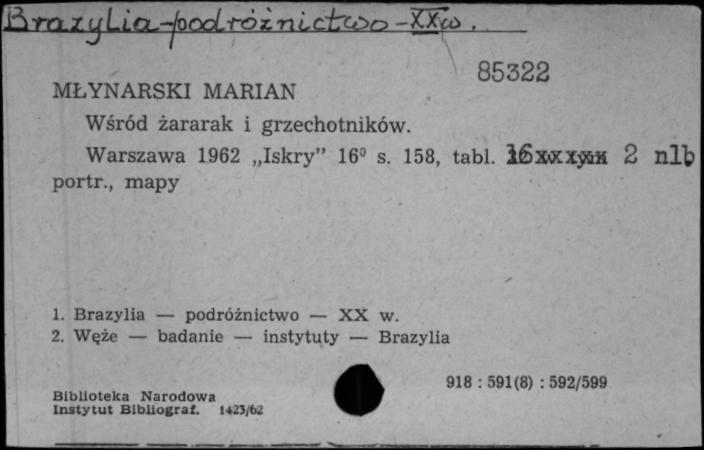 Brazylia-podróżnictwo-XXw.
85322
MŁYNARSKI MARIAN
Wśród żararak i grzechotników.
Warszawa 1962 „Iskry” 16⁰ s. 158, tabl. 2 nlb
portr., mapy
1. Brazylia — podróżnictwo — XX w.
2. Węże — badanie — instytuty — Brazylia
918 : 591(8) : 592/599
Biblioteka Narodowa
Instytut Bibliograf. 1423/62